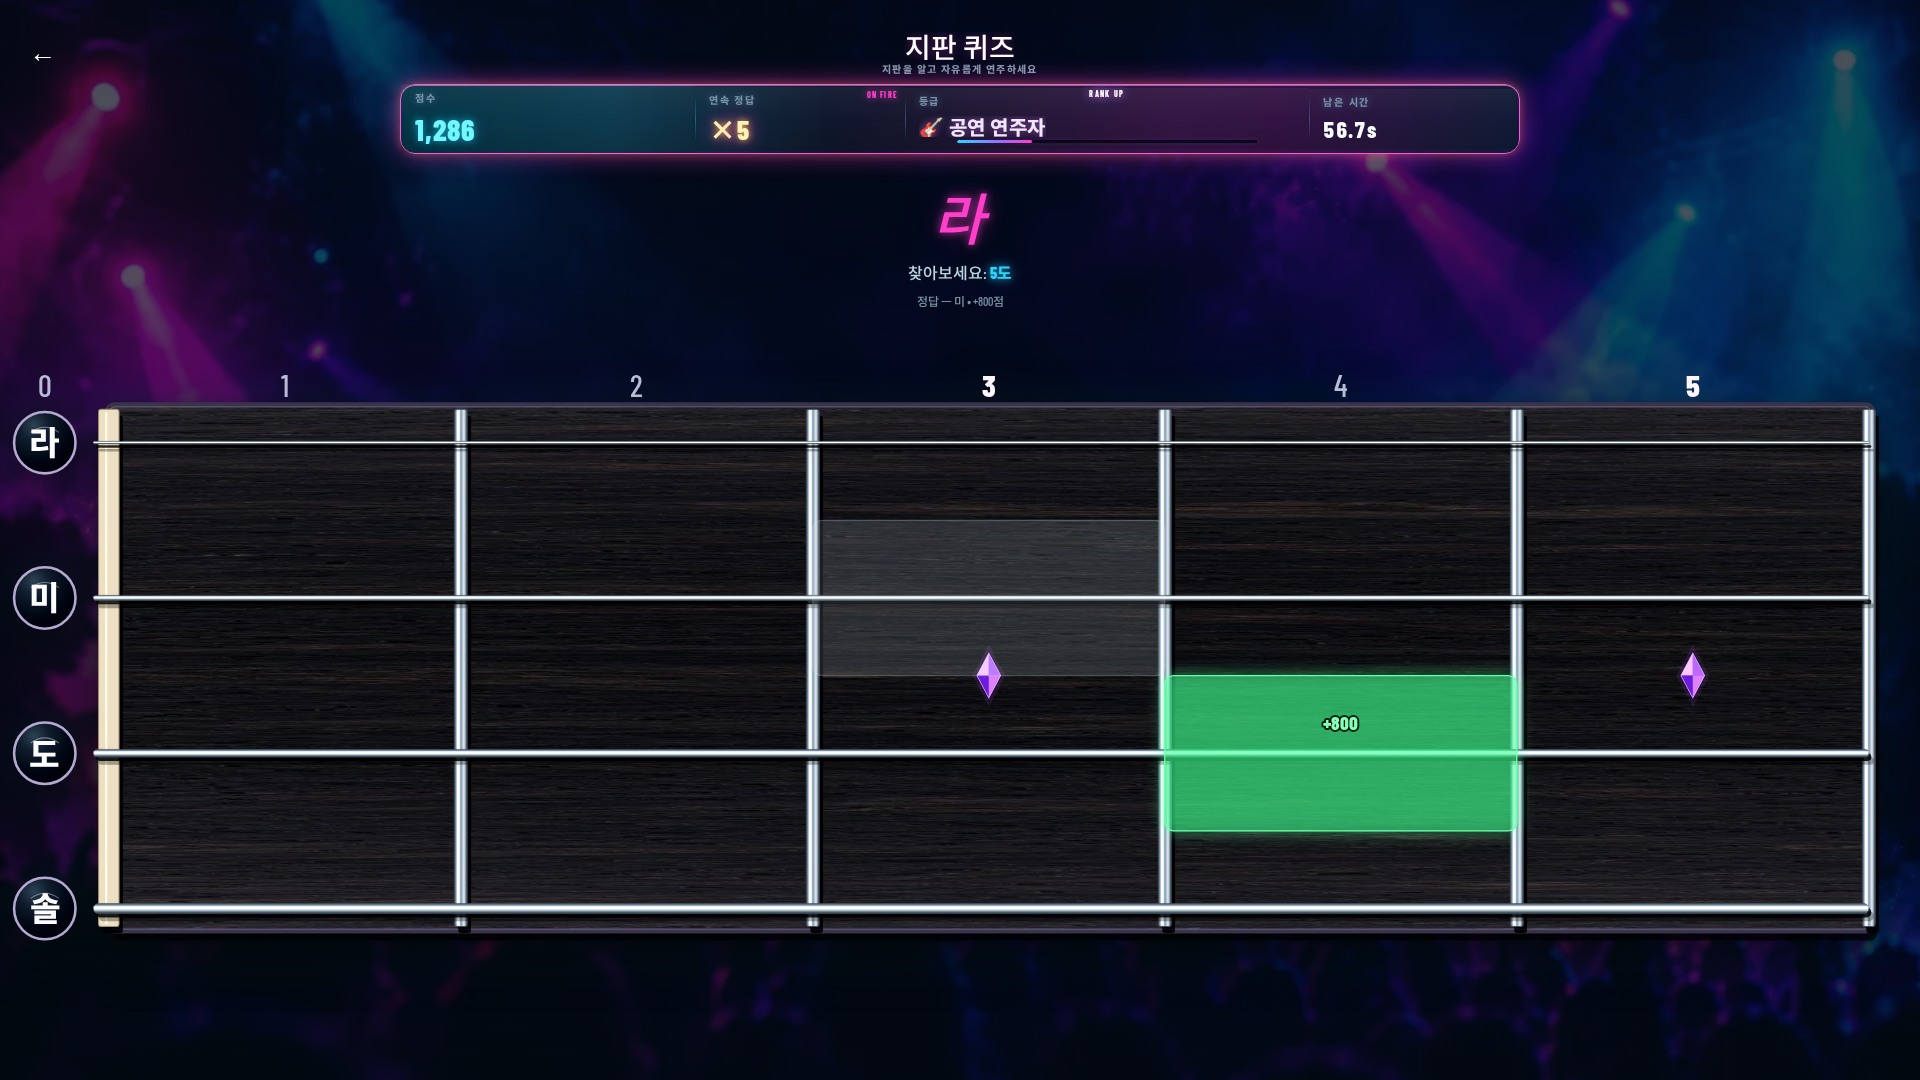 ←
지판 퀴즈
지판을 알고 자유롭게 연주하세요
점수
1,286
연속 정답
×5
ON FIRE
등급
공연 연주자
RANK UP
남은 시간
56.7s
라
찾아보세요: 5도
정답 — 미 • +800점
0 1 2 3 4 5
라
미
+800
도
솔